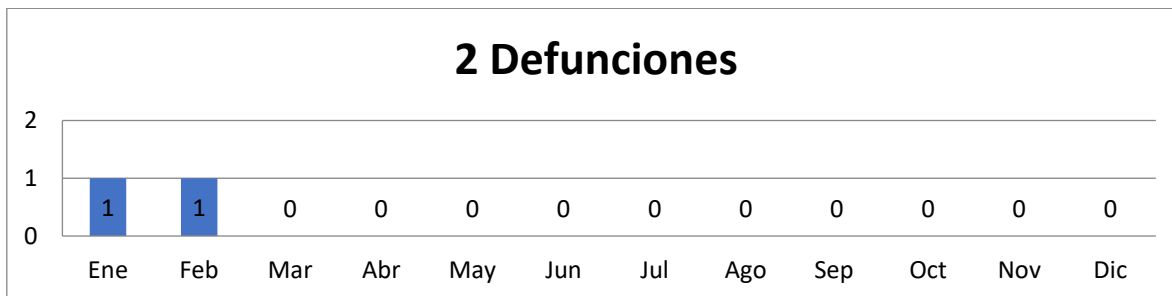 2 Defunciones
2
1
0
1 1 0 0 0 0 0 0 0 0 0 0
Ene Feb Mar Abr May Jun Jul Ago Sep Oct Nov Dic